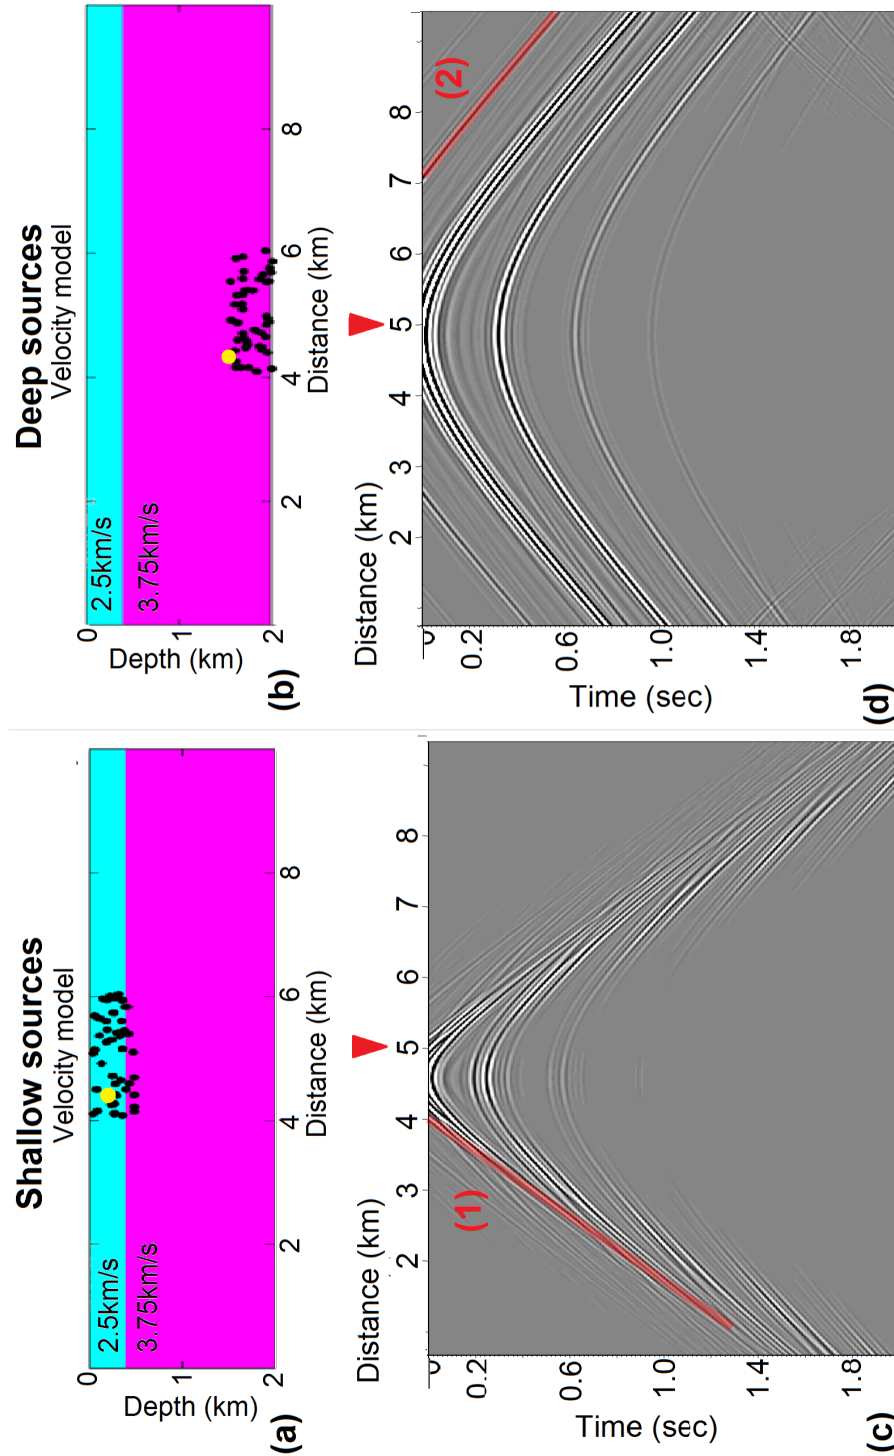 Shallow sources
Velocity model
0
1
2
Depth (km)
2.5km/s
3.75km/s
2
4
6
8
Distance (km)
(a)
Deep sources
Velocity model
0
1
2
Depth (km)
2.5km/s
3.75km/s
2
4
6
8
Distance (km)
(b)
Distance (km)
2
3
4
5
6
7
8
0
0.2
0.6
1.0
1.4
1.8
Time (sec)
(1)
(c)
Distance (km)
2
3
4
5
6
7
8
0
0.2
0.6
1.0
1.4
1.8
Time (sec)
(2)
(d)